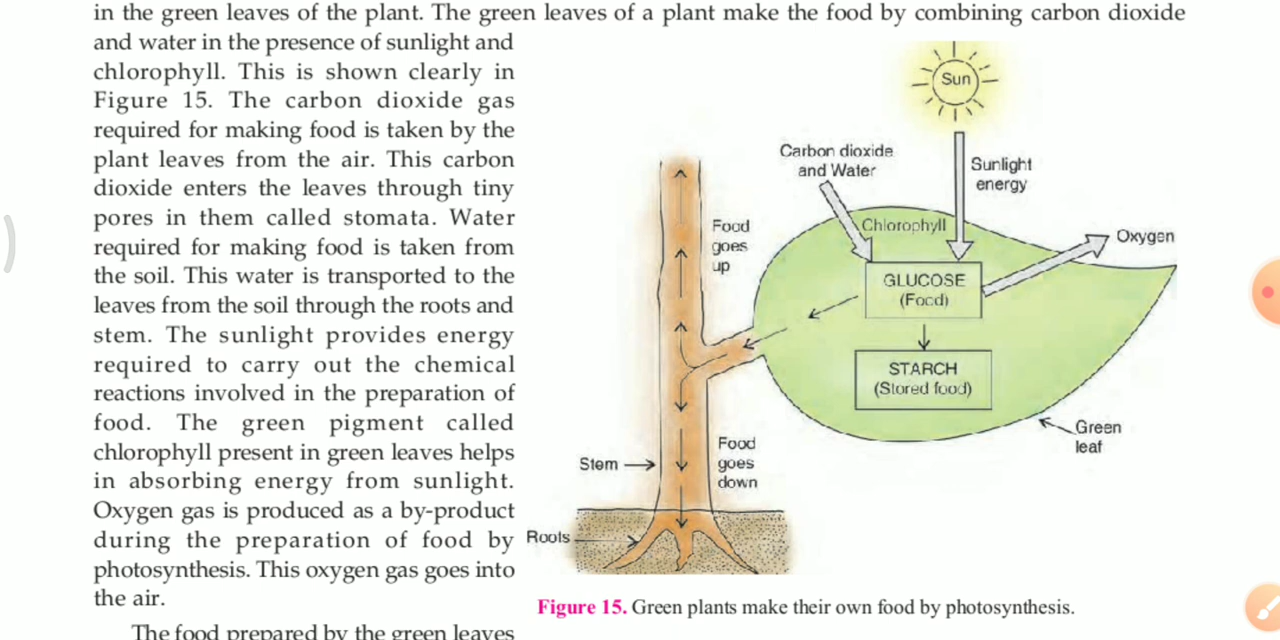 in the green leaves of the plant. The green leaves of a plant make the food by combining carbon dioxide
and water in the presence of sunlight and
chlorophyll. This is shown clearly in
Figure 15. The carbon dioxide gas
required for making food is taken by the
plant leaves from the air. This carbon
dioxide enters the leaves through tiny
pores in them called stomata. Water
required for making food is taken from
the soil. This water is transported to the
leaves from the soil through the roots and
stem. The sunlight provides energy
required to carry out the chemical
reactions involved in the preparation of
food. The green pigment called
chlorophyll present in green leaves helps
in absorbing energy from sunlight.
Oxygen gas is produced as a by-product
during the preparation of food by
photosynthesis. This oxygen gas goes into
the air.
The food prepared by the green leaves
Sun
Carbon dioxide
and Water
Sunlight
energy
Chlorophyll
Oxygen
Food
goes
up
GLUCOSE
(Food)
STARCH
(Stored food)
Green
leaf
Food
goes
down
Stem
Roots
Figure 15. Green plants make their own food by photosynthesis.